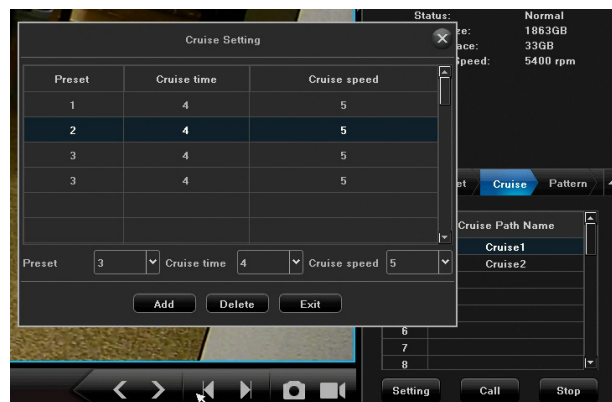 Status: Normal
ze: 1863GB
ace: 33GB
Speed: 5400 rpm
Cruise Setting
Preset Cruise time Cruise speed
1 4 5
2 4 5
3 4 5
3 4 5
Preset 3 Cruise time 4 Cruise speed 5
Add Delete Exit
et Cruise Pattern
Cruise Path Name
Cruise1
Cruise2
6
7
8
Setting Call Stop